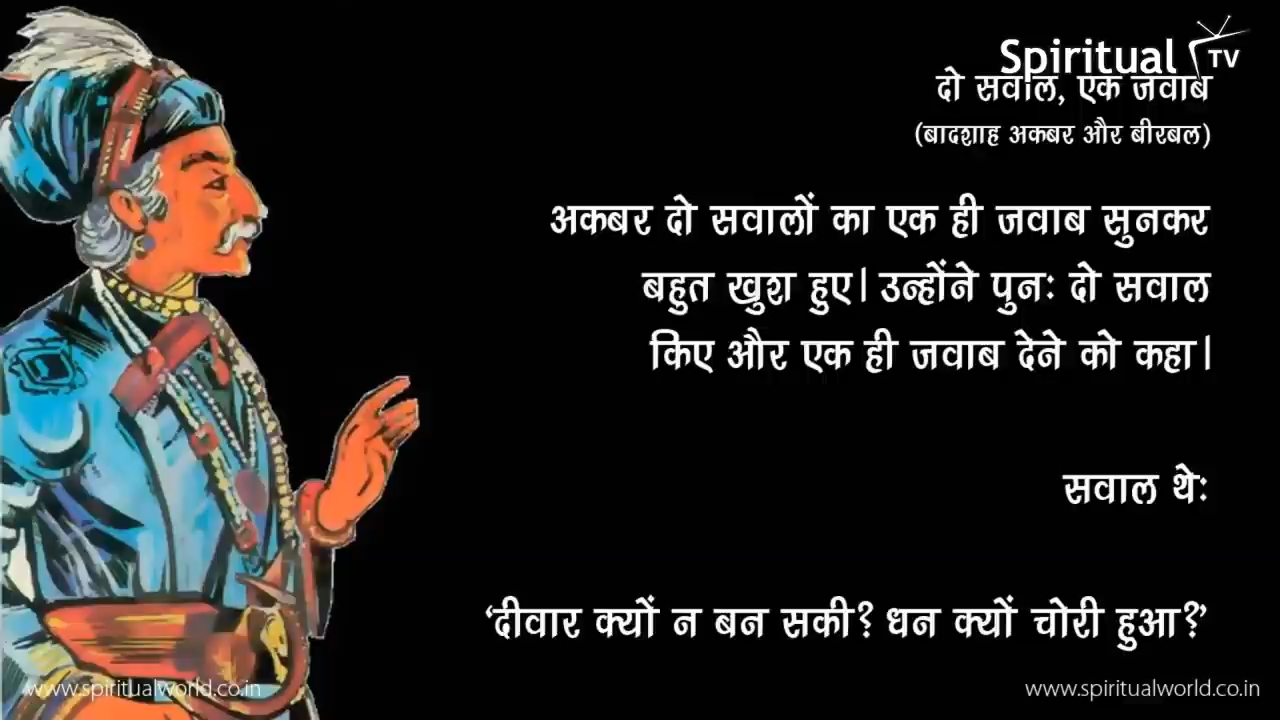 Spiritual TV
दो सवाल, एक जवाब
(बादशाह अकबर और बीरबल)
अकबर दो सवालों का एक ही जवाब सुनकर
बहुत खुश हुए। उन्होंने पुनः दो सवाल
किए और एक ही जवाब देने को कहा।
सवाल थेः
‘दीवार क्यों न बन सकी? धन क्यों चोरी हुआ?’
www.spiritualworld.co.in
www.spiritualworld.co.in